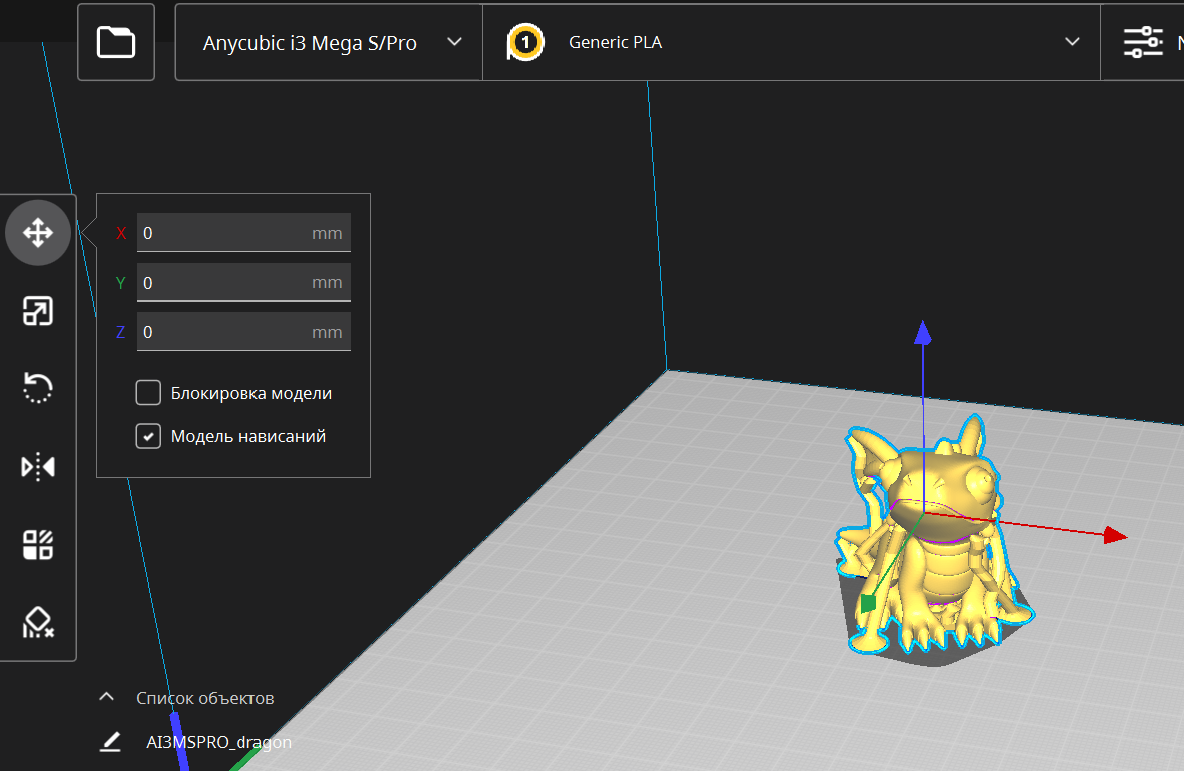 Anycubic i3 Mega S/Pro
1
Generic PLA
N
X 0 mm
Y 0 mm
Z 0 mm
Блокировка модели
Модель нависаний
Список объектов
AI3MSPRO_dragon